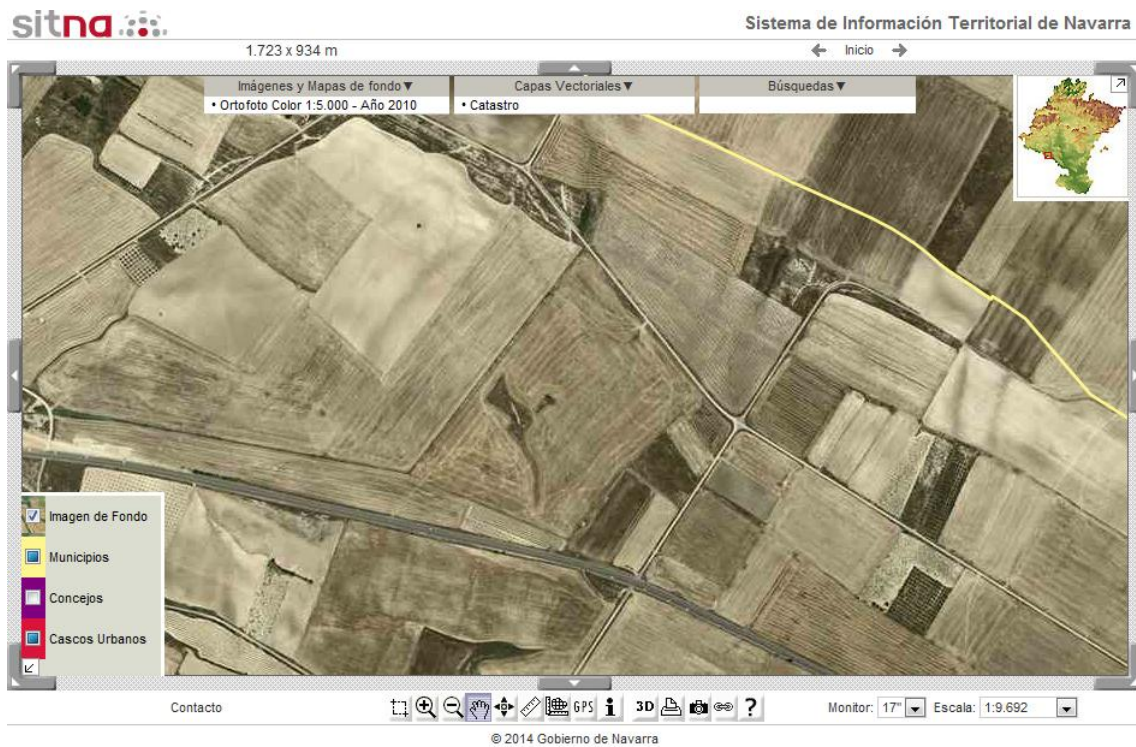 sitna
Sistema de Información Territorial de Navarra
1.723 x 934 m
Inicio
Imágenes y Mapas de fondo▼
Capas Vectoriales▼
Búsquedas▼
• Ortofoto Color 1:5.000 - Año 2010
• Catastro
Imagen de Fondo
Municipios
Concejos
Cascos Urbanos
Contacto
GPS
3D
?
Monitor: 17"
Escala: 1:9.692
© 2014 Gobierno de Navarra